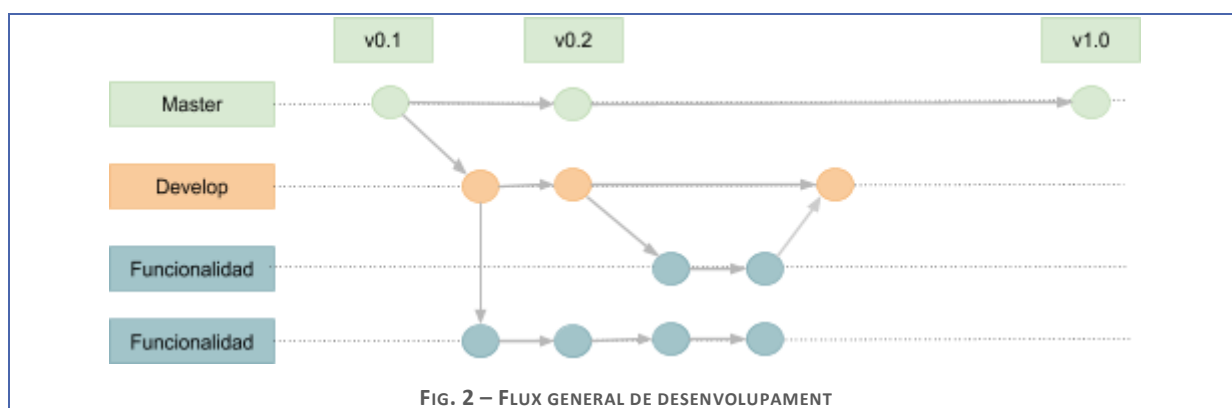 v0.1 v0.2 v1.0
Master
Develop
Funcionalidad
Funcionalidad
FIG. 2 – FLUX GENERAL DE DESENVOLUPAMENT